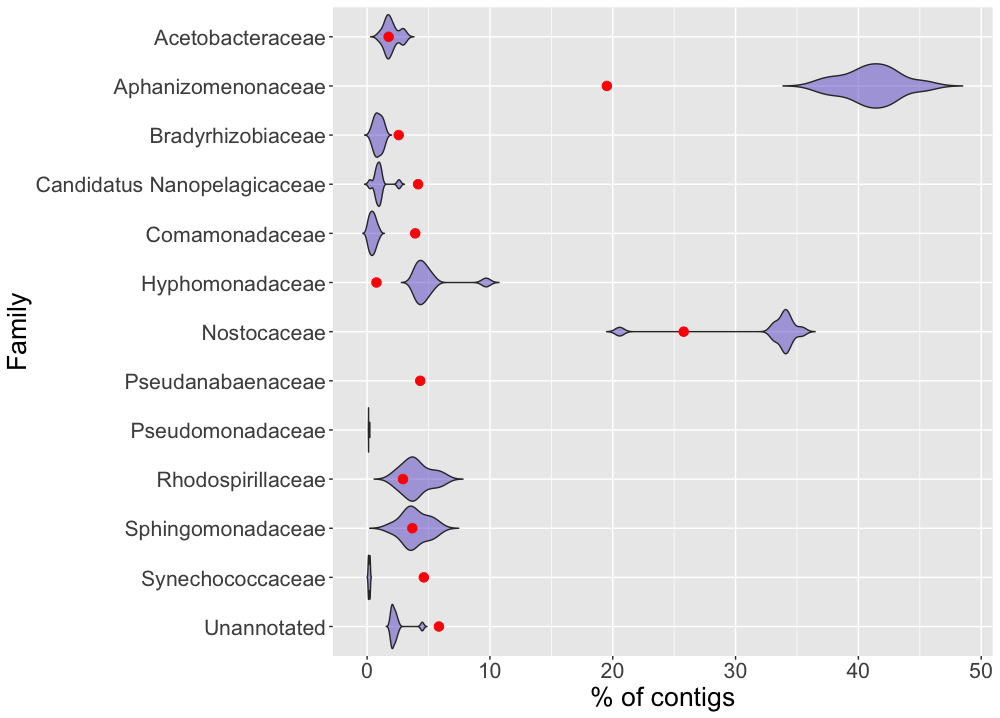 Family
Acetobacteraceae
Aphanizomenonaceae
Bradyrhizobiaceae
Candidatus Nanopelagicaceae
Comamonadaceae
Hyphomonadaceae
Nostocaceae
Pseudanabaenaceae
Pseudomonadaceae
Rhodospirillaceae
Sphingomonadaceae
Synechococcaceae
Unannotated
0 10 20 30 40 50
% of contigs